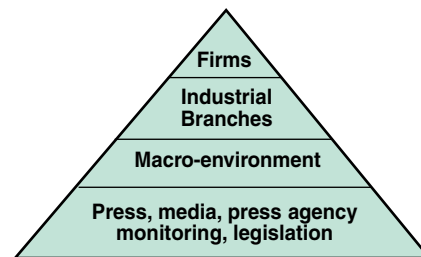 Firms
Industrial
Branches
Macro-environment
Press, media, press agency
monitoring, legislation